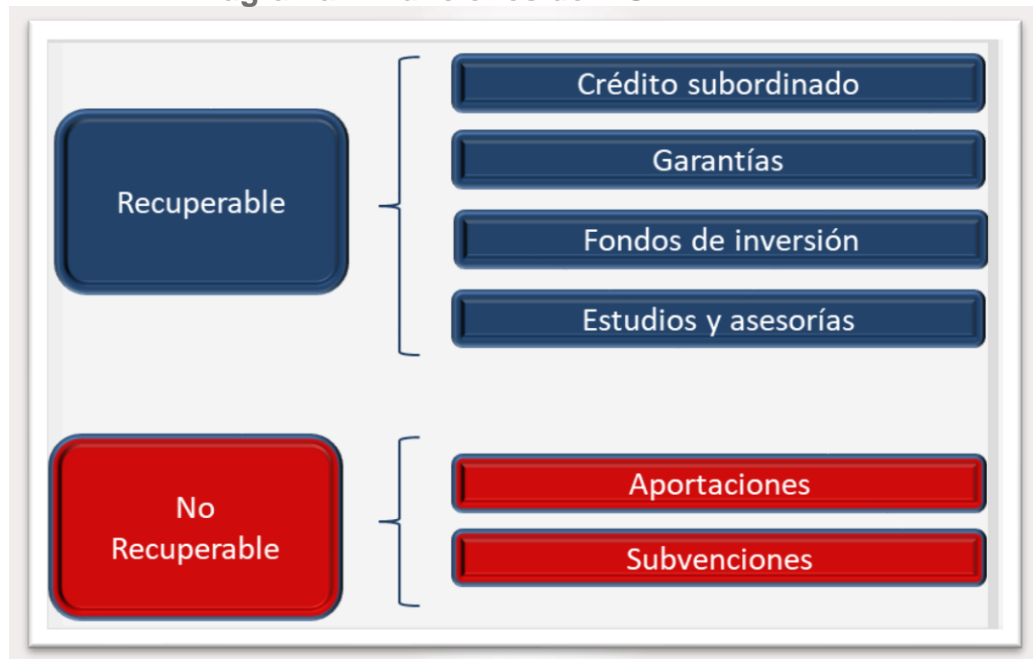 Recuperable
Crédito subordinado
Garantías
Fondos de inversión
Estudios y asesorías
No
Recuperable
Aportaciones
Subvenciones